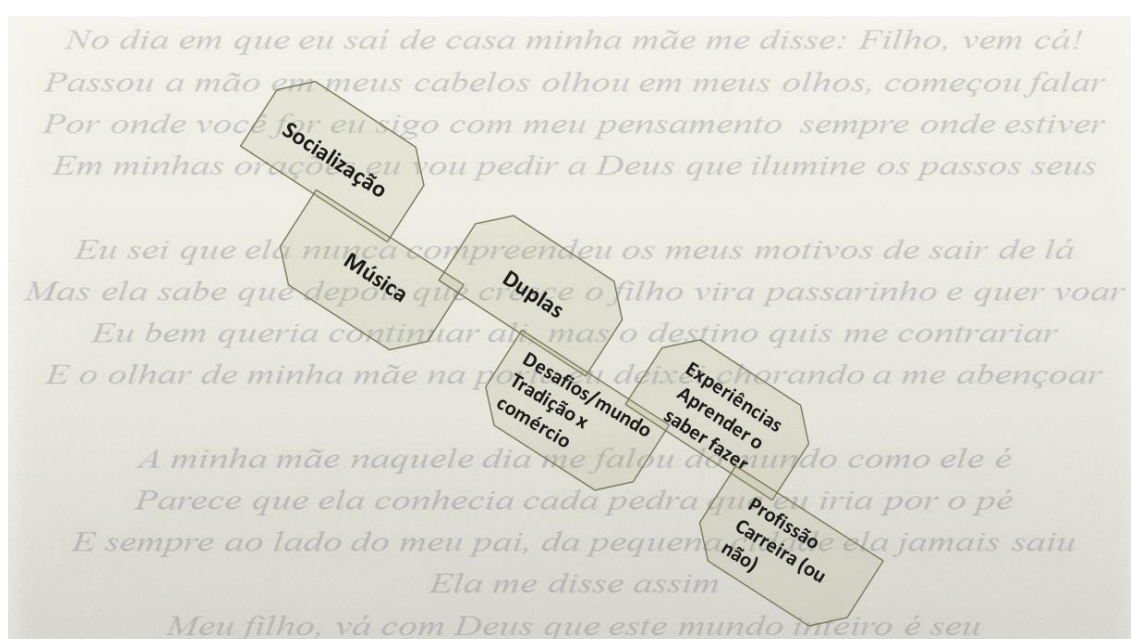 No dia em que eu saí de casa minha mãe me disse: Filho, vem cá!
Passou a mão em meus cabelos olhou em meus olhos, começou falar
Por onde você for eu sigo com meu pensamento sempre onde estiver
Em minhas orações eu vou pedir a Deus que ilumine os passos seus
Eu sei que ela nunca compreendeu os meus motivos de sair de lá
Mas ela sabe que depois que cresce o filho vira passarinho e quer voar
Eu bem queria continuar ali, mas o destino quis me contrariar
E o olhar de minha mãe na porta eu deixei chorando a me abençoar
A minha mãe naquele dia me falou do mundo como ele é
Parece que ela conhecia cada pedra que eu iria por o pé
E sempre ao lado do meu pai, da pequena cidade ela jamais saiu
Ela me disse assim
Meu filho, vá com Deus que este mundo inteiro é seu
Socialização
Música
Duplas
Desafios/mundo
Tradição x
comércio
Experiências
Aprender o
saber fazer
Profissão
Carreira (ou
não)